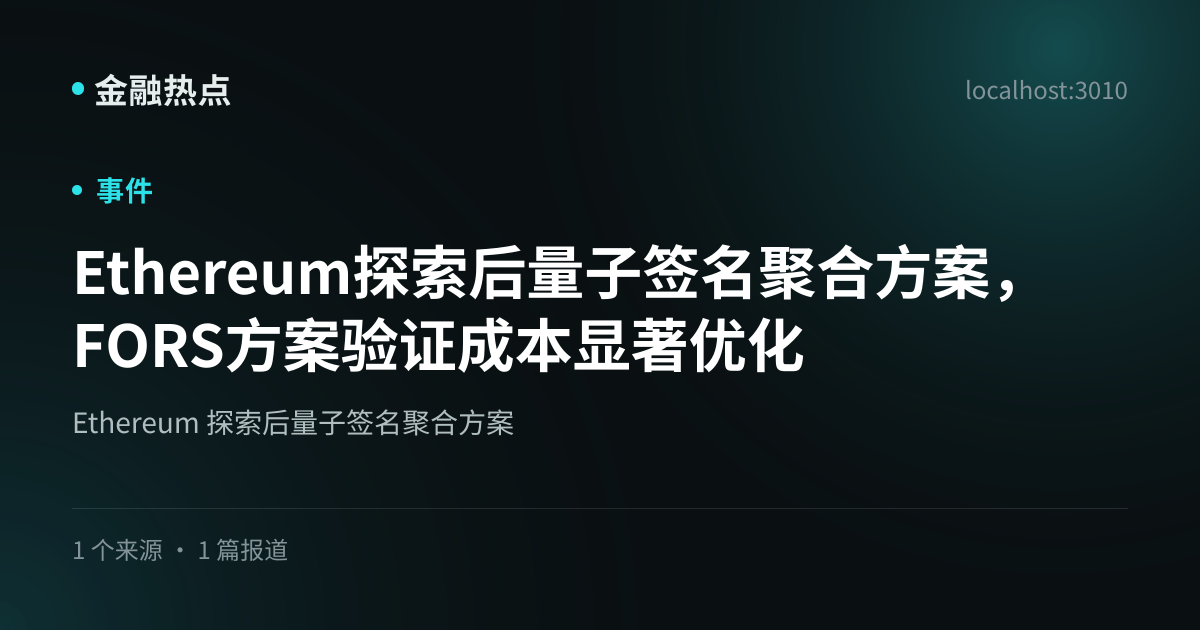 金融热点
localhost:3010
事件
Ethereum探索后量子签名聚合方案，
FORS方案验证成本显著优化
Ethereum 探索后量子签名聚合方案
1 个来源 · 1 篇报道